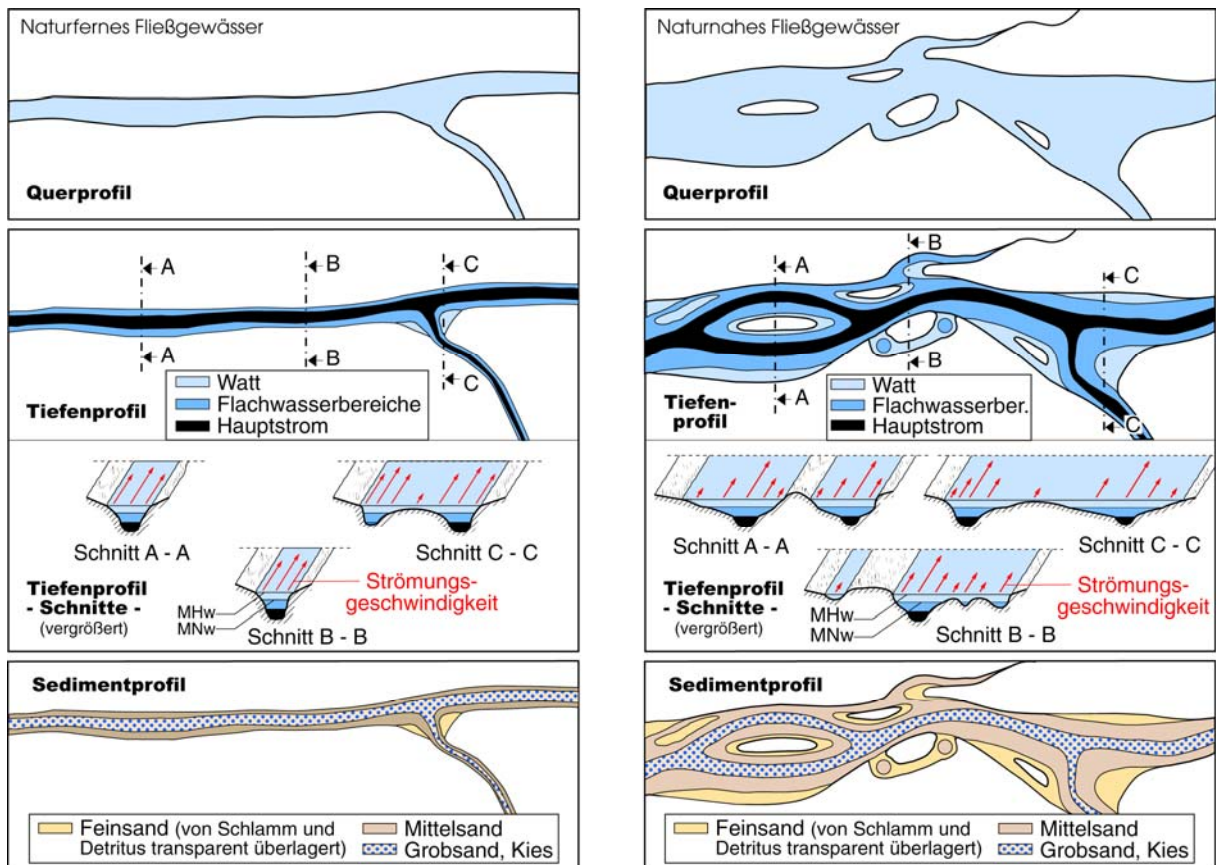 Naturfernes Fließgewässer
Querprofil
A
B
C
A
B
C
Watt
Flachwasserbereiche
Hauptstrom
Tiefenprofil
Schnitt A - A
Schnitt C - C
Tiefenprofil
- Schnitte -
(vergrößert)
MHw
MNw
Strömungs-
geschwindigkeit
Schnitt B - B
Sedimentprofil
Feinsand (von Schlamm und
Detritus transparent überlagert)
Mittelsand
Grobsand, Kies
Naturnahes Fließgewässer
Querprofil
A
B
C
B
A
C
Watt
Flachwasserber.
Hauptstrom
Tiefen-
profil
Schnitt A - A
Schnitt C - C
Tiefenprofil
- Schnitte -
(vergrößert)
MHw
MNw
Strömungs-
geschwindigkeit
Schnitt B - B
Sedimentprofil
Feinsand (von Schlamm und
Detritus transparent überlagert)
Mittelsand
Grobsand, Kies